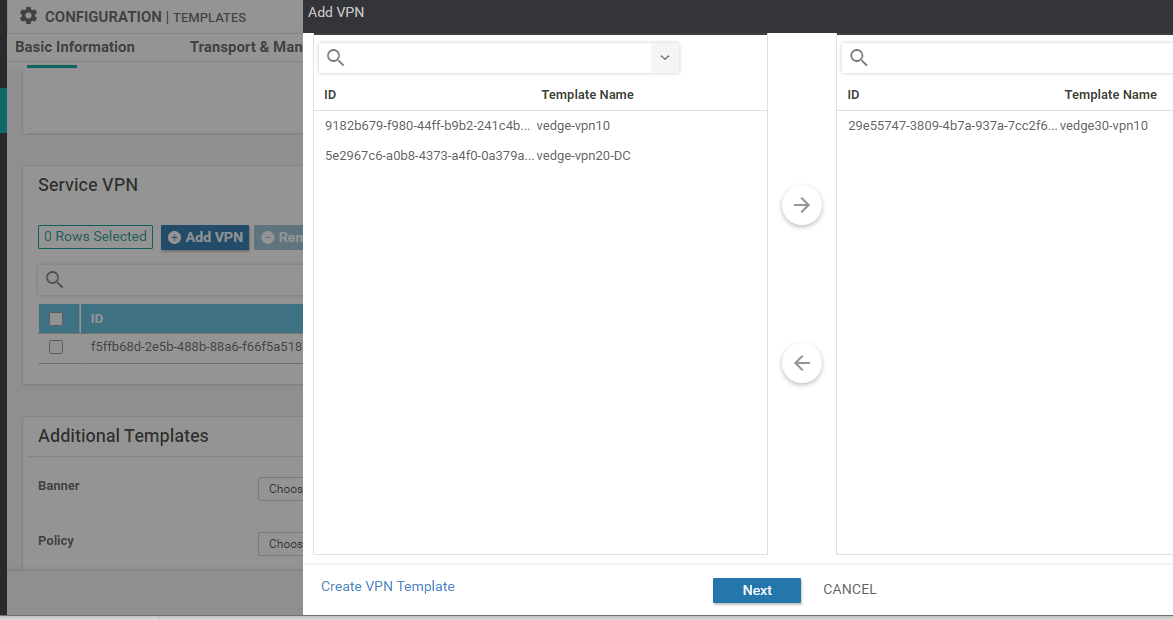 CONFIGURATION | TEMPLATES
Add VPN
Basic Information Transport & Man
ID Template Name
9182b679-f980-44ff-b9b2-241c4b... vedge-vpn10
5e2967c6-a0b8-4373-a4f0-0a379a... vedge-vpn20-DC
ID Template Name
29e55747-3809-4b7a-937a-7cc2f6... vedge30-vpn10
Service VPN
0 Rows Selected Add VPN Ren
ID
f5ffb68d-2e5b-488b-88a6-f66f5a518
Additional Templates
Banner Choos
Policy Choos
Create VPN Template Next CANCEL